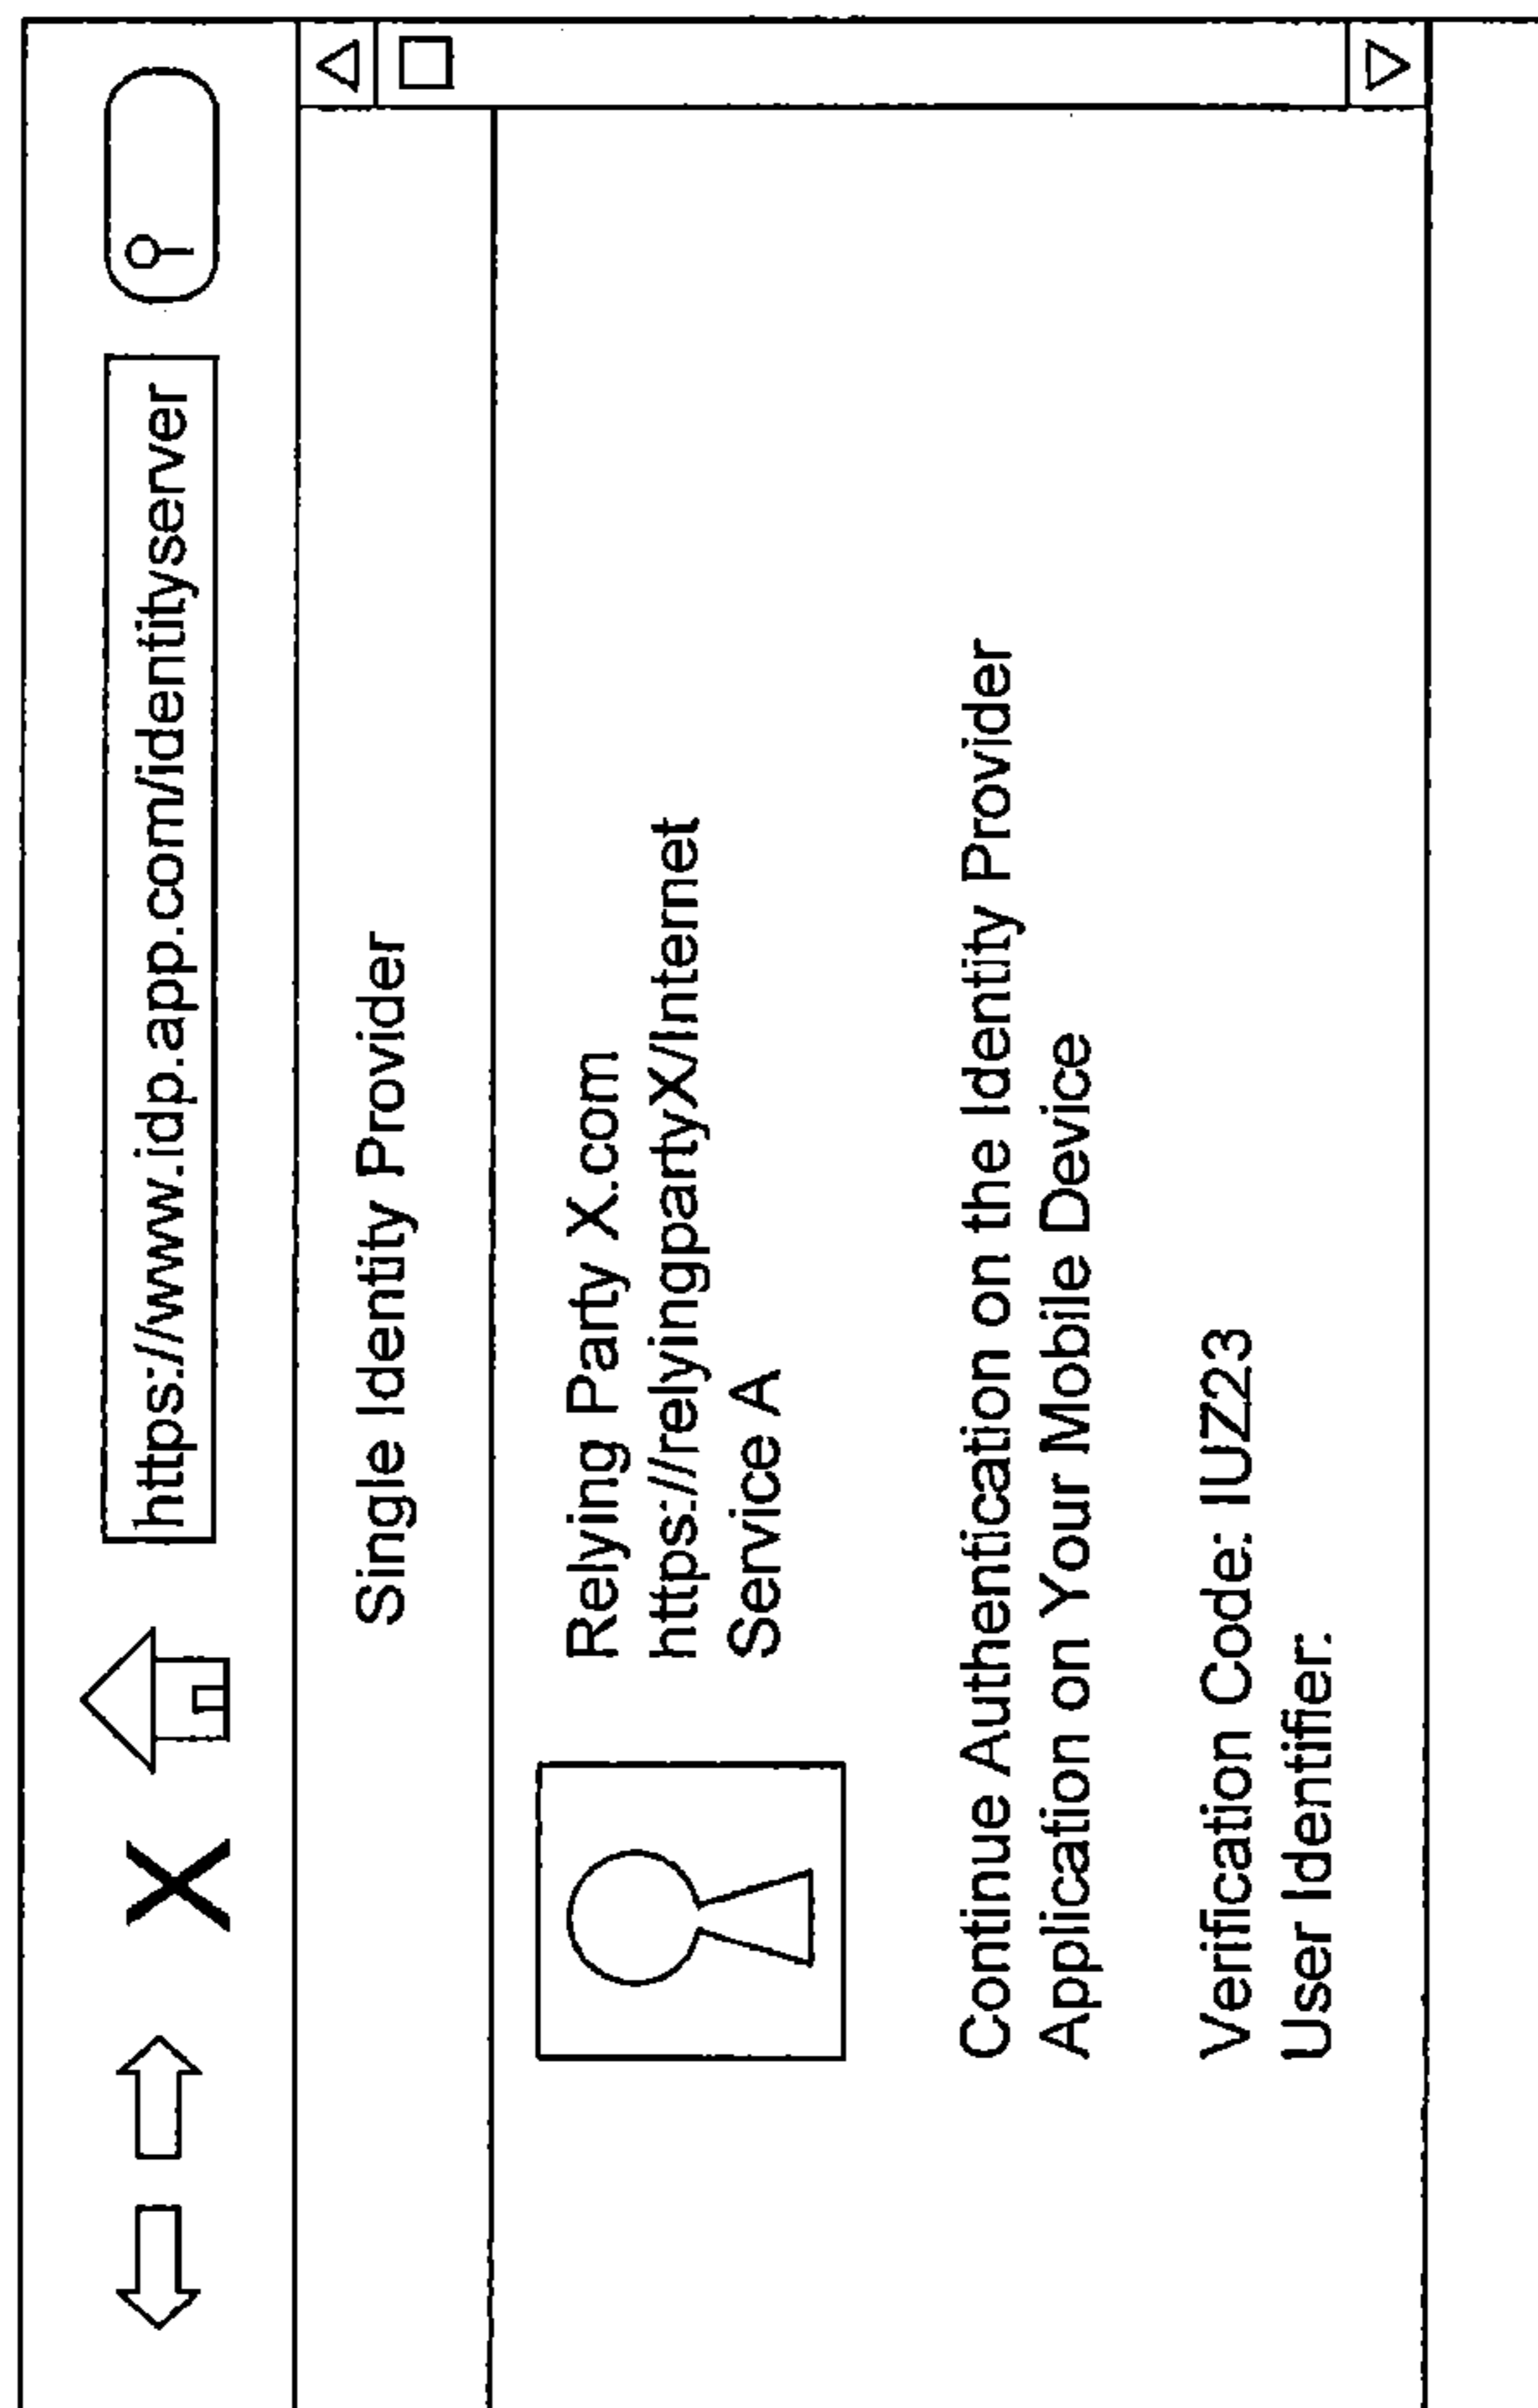 https://www.idp.app.com/identityserver
Single Identity Provider
Relying Party X.com
https://relyingpartyX/Internet
Service A
Continue Authentication on the Identity Provider
Application on Your Mobile Device
Verification Code: IUZ23
User Identifier: